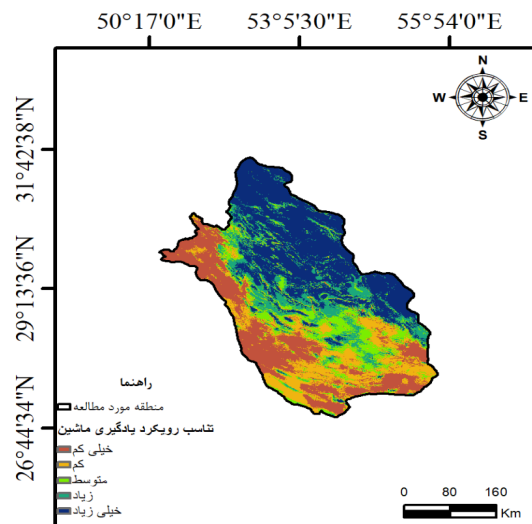 50°17'0"E 53°5'30"E 55°54'0"E
N
W E
S
31°42'38"N
29°13'36"N
26°44'34"N
راهنما
منطقه مورد مطالعه
تناسب رویکرد یادگیری ماشین
خیلی کم
کم
متوسط
زیاد
خیلی زیاد
0 80 160
Km